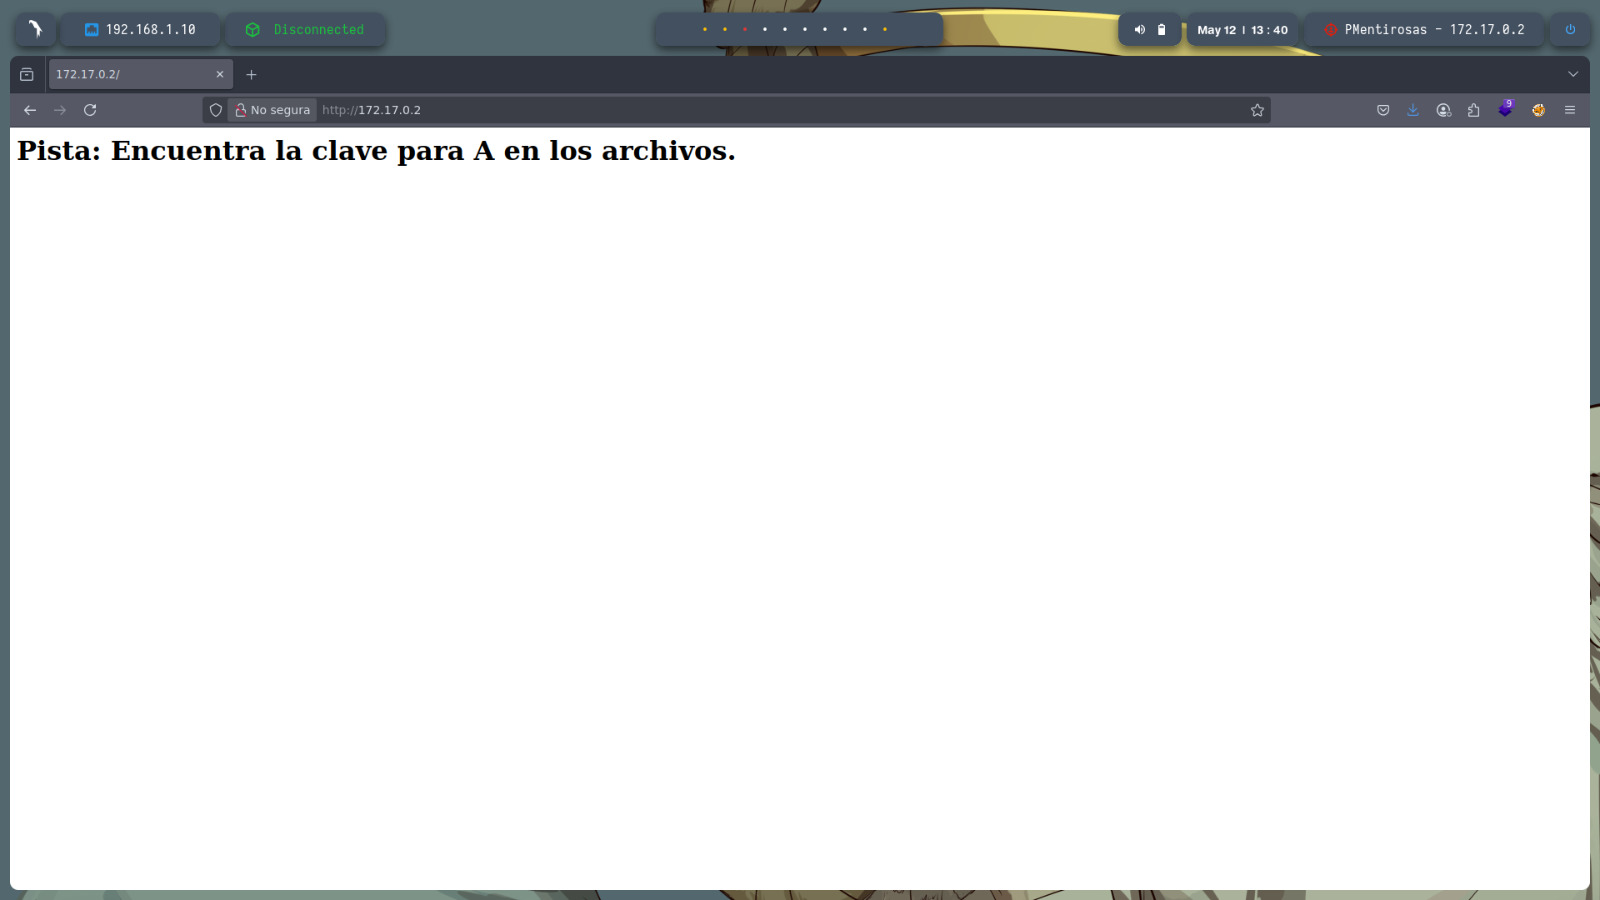 192.168.1.10
Disconnected
May 12 | 13 : 40
PMentirosas - 172.17.0.2
172.17.0.2/
No segura
http://172.17.0.2
9
Pista: Encuentra la clave para A en los archivos.